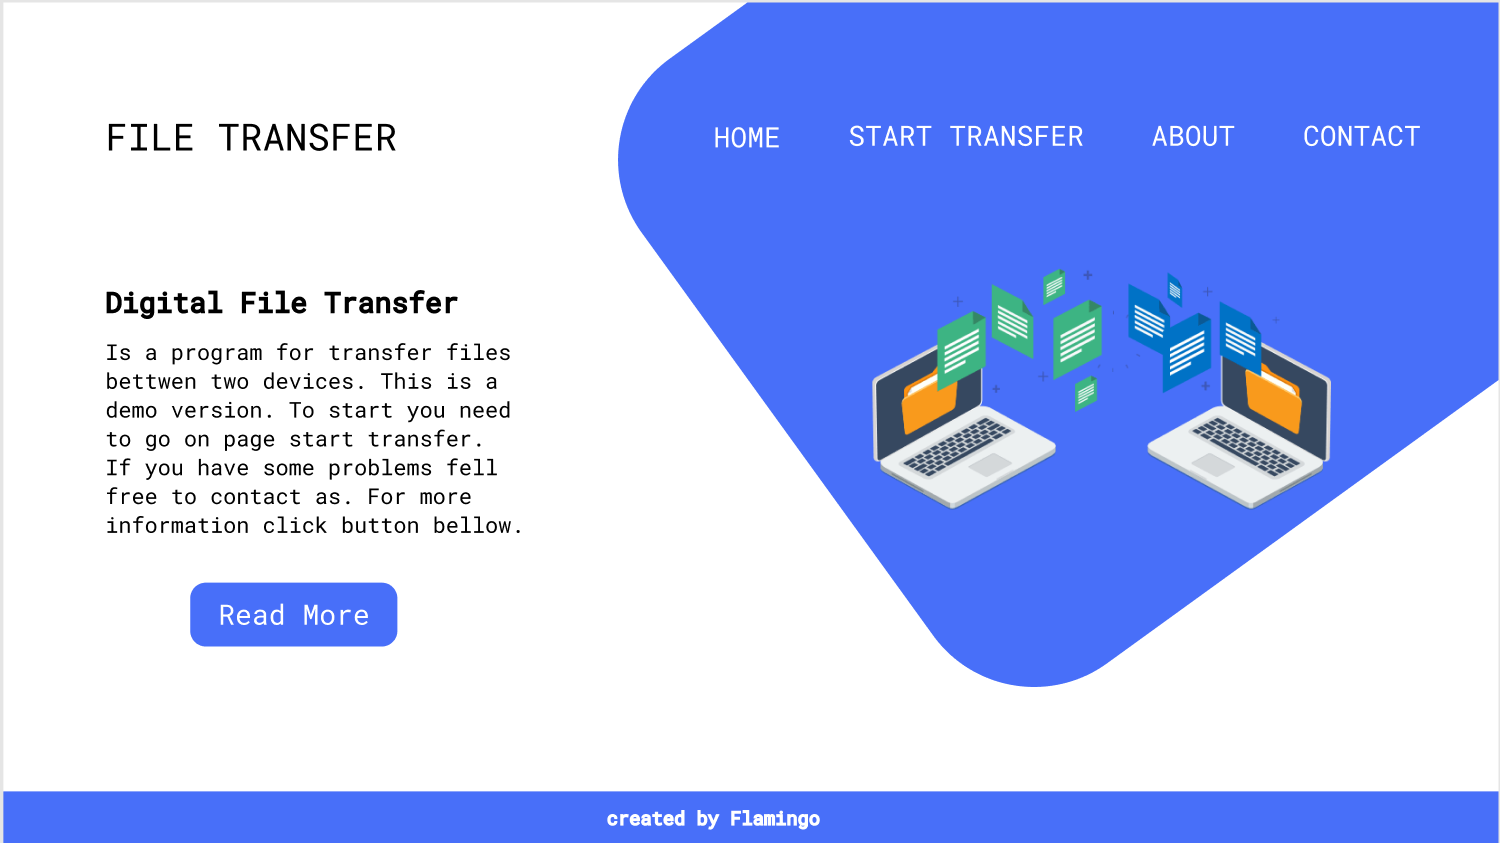 FILE TRANSFER
HOME
START TRANSFER
ABOUT
CONTACT
Digital File Transfer
Is a program for transfer files
bettwen two devices. This is a
demo version. To start you need
to go on page start transfer.
If you have some problems fell
free to contact as. For more
information click button bellow.
Read More
created by Flamingo